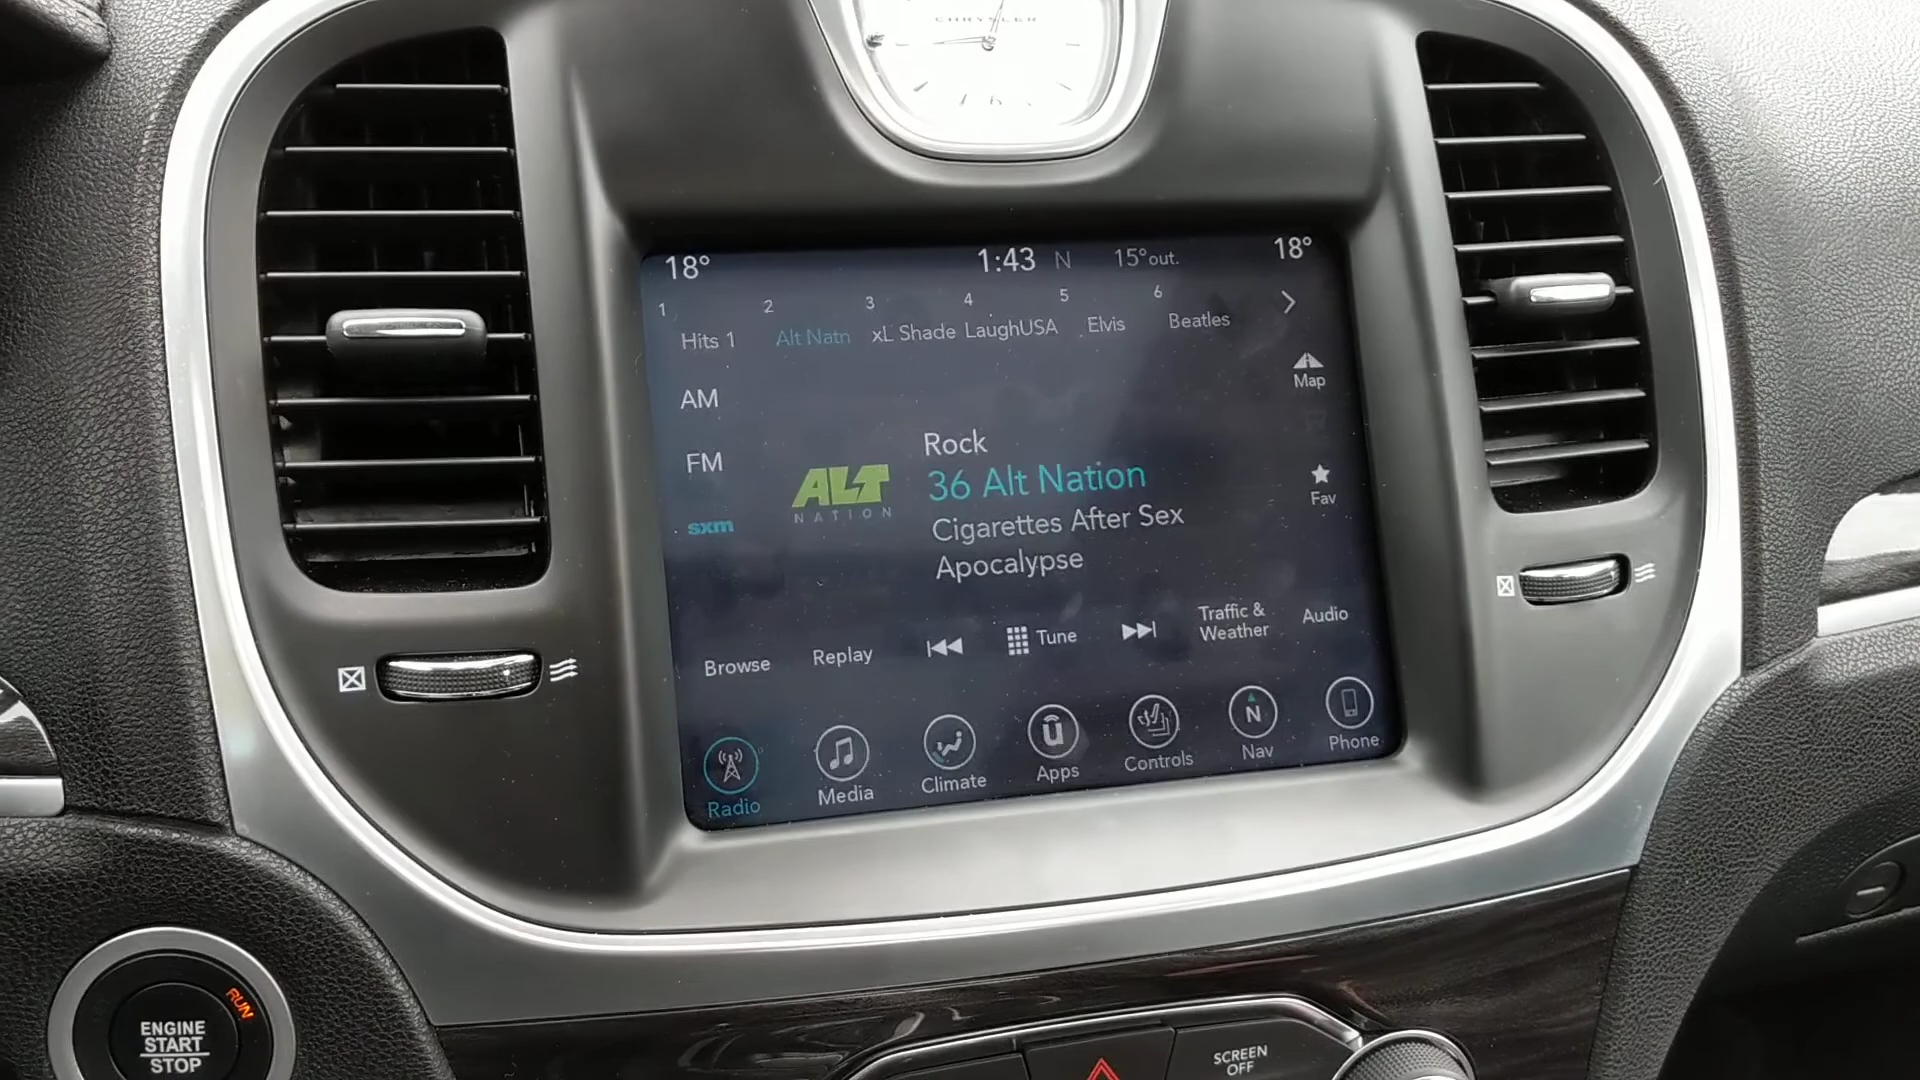 CHRYSLER
6
18°
1:43 N
15°out.
18°
1 2 3 4 5 6
Hits 1 Alt Natn xL Shade LaughUSA Elvis Beatles
Map
AM
FM
sxm
ALT
NATION
Rock
36 Alt Nation
Cigarettes After Sex
Apocalypse
Fav
Browse
Replay
Tune
Traffic &
Weather
Audio
Radio
Media
Climate
Apps
Controls
N
Nav
Phone
RUN
ENGINE
START
STOP
SCREEN
OFF